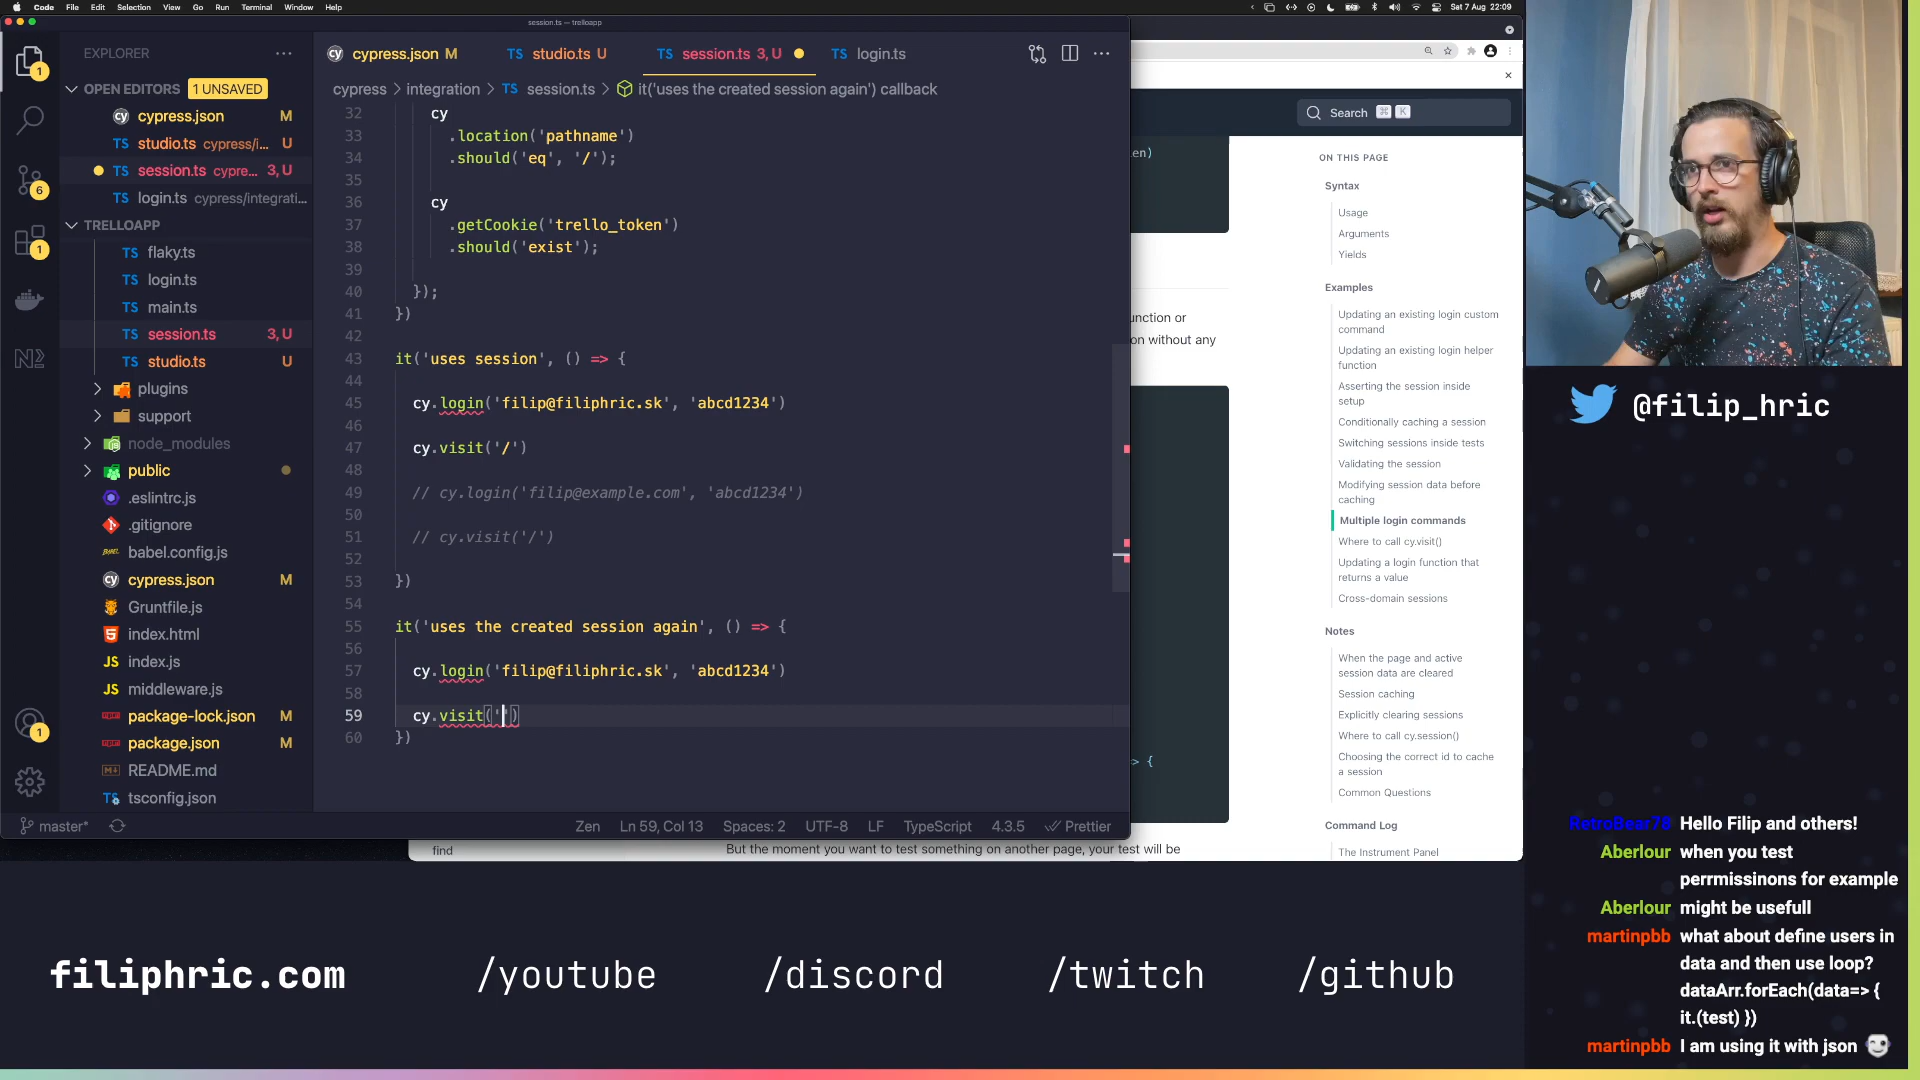 Code File Edit Selection View Go Run Terminal Window Help
Sat 7 Aug 22:09
session.ts — trelloapp
EXPLORER
OPEN EDITORS 1 UNSAVED
cypress.json M
studio.ts cypress/i... U
session.ts cypre... 3, U
login.ts cypress/integrati...
TRELLOAPP
flaky.ts
login.ts
main.ts
session.ts 3, U
studio.ts U
plugins
support
node_modules
public
.eslintrc.js
.gitignore
babel.config.js
cypress.json M
Gruntfile.js
index.html
index.js
middleware.js
package-lock.json M
package.json M
README.md
tsconfig.json
cypress.json M
TS studio.ts U
TS session.ts 3, U
TS login.ts
cypress > integration > TS session.ts > it('uses the created session again') callback
32 cy
33 .location('pathname')
34 .should('eq', '/');
35
36 cy
37 .getCookie('trello_token')
38 .should('exist');
39
40 });
41 })
42
43 it('uses session', () => {
44
45 cy.login('filip@filiphric.sk', 'abcd1234')
46
47 cy.visit('/')
48
49 // cy.login('filip@example.com', 'abcd1234')
50
51 // cy.visit('/')
52
53 })
54
55 it('uses the created session again', () => {
56
57 cy.login('filip@filiphric.sk', 'abcd1234')
58
59 cy.visit('')
60 })
master*
Zen Ln 59, Col 13 Spaces: 2 UTF-8 LF TypeScript 4.3.5 Prettier
Search ⌘ K
en)
unction or
on without any
=> {
find
But the moment you want to test something on another page, your test will be
ON THIS PAGE
Syntax
Usage
Arguments
Yields
Examples
Updating an existing login custom
command
Updating an existing login helper
function
Asserting the session inside
setup
Conditionally caching a session
Switching sessions inside tests
Validating the session
Modifying session data before
caching
Multiple login commands
Where to call cy.visit()
Updating a login function that
returns a value
Cross-domain sessions
Notes
When the page and active
session data are cleared
Session caching
Explicitly clearing sessions
Where to call cy.session()
Choosing the correct id to cache
a session
Common Questions
Command Log
The Instrument Panel
@filip_hric
RetroBear78 Hello Filip and others!
Aberlour when you test
perrmissinons for example
Aberlour might be usefull
martinpbb what about define users in
data and then use loop?
dataArr.forEach(data=> {
it.(test) })
martinpbb I am using it with json
filiphric.com /youtube /discord /twitch /github